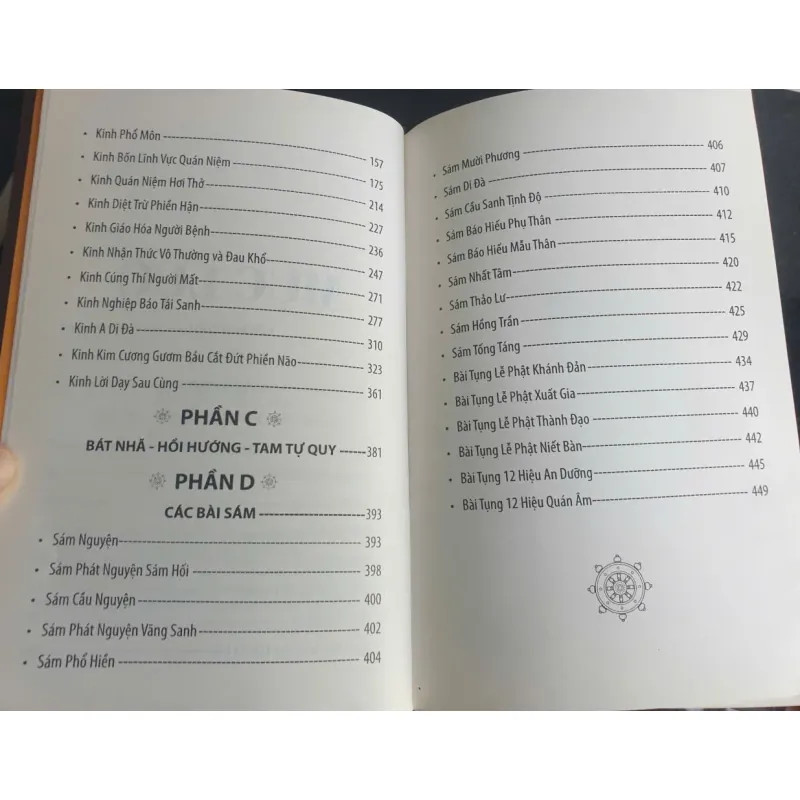 • Kinh Phổ Môn 157
• Kinh Bốn Lĩnh Vực Quán Niệm 175
• Kinh Quán Niệm Hơi Thở 214
• Kinh Diệt Trừ Phiền Hận 227
• Kinh Giáo Hóa Người Bệnh 236
• Kinh Nhận Thức Vô Thường và Đau Khổ 247
• Kinh Cúng Thí Người Mất 271
• Kinh Nghiệp Báo Tái Sanh 277
• Kinh A Di Đà 310
• Kinh Kim Cương Gươm Báu Cắt Đứt Phiền Não 323
• Kinh Lời Dạy Sau Cùng 361
PHẦN C
BÁT NHÃ - HỒI HƯỚNG - TAM TỰ QUY 381
PHẦN D
CÁC BÀI SÁM 393
• Sám Nguyện 393
• Sám Phát Nguyện Sám Hối 398
• Sám Cầu Nguyện 400
• Sám Phát Nguyện Vãng Sanh 402
• Sám Phổ Hiền 404
• Sám Mười Phương 406
• Sám Di Đà 407
• Sám Cầu Sanh Tịnh Độ 410
• Sám Báo Hiếu Phụ Thân 412
• Sám Báo Hiếu Mẫu Thân 415
• Sám Nhất Tâm 420
• Sám Thảo Lư 422
• Sám Hồng Trần 425
• Sám Tống Táng 429
• Bài Tụng Lễ Phật Khánh Đản 434
• Bài Tụng Lễ Phật Xuất Gia 437
• Bài Tụng Lễ Phật Thành Đạo 440
• Bài Tụng Lễ Phật Niết Bàn 442
• Bài Tụng 12 Hiệu An Dưỡng 445
• Bài Tụng 12 Hiệu Quán Âm 449